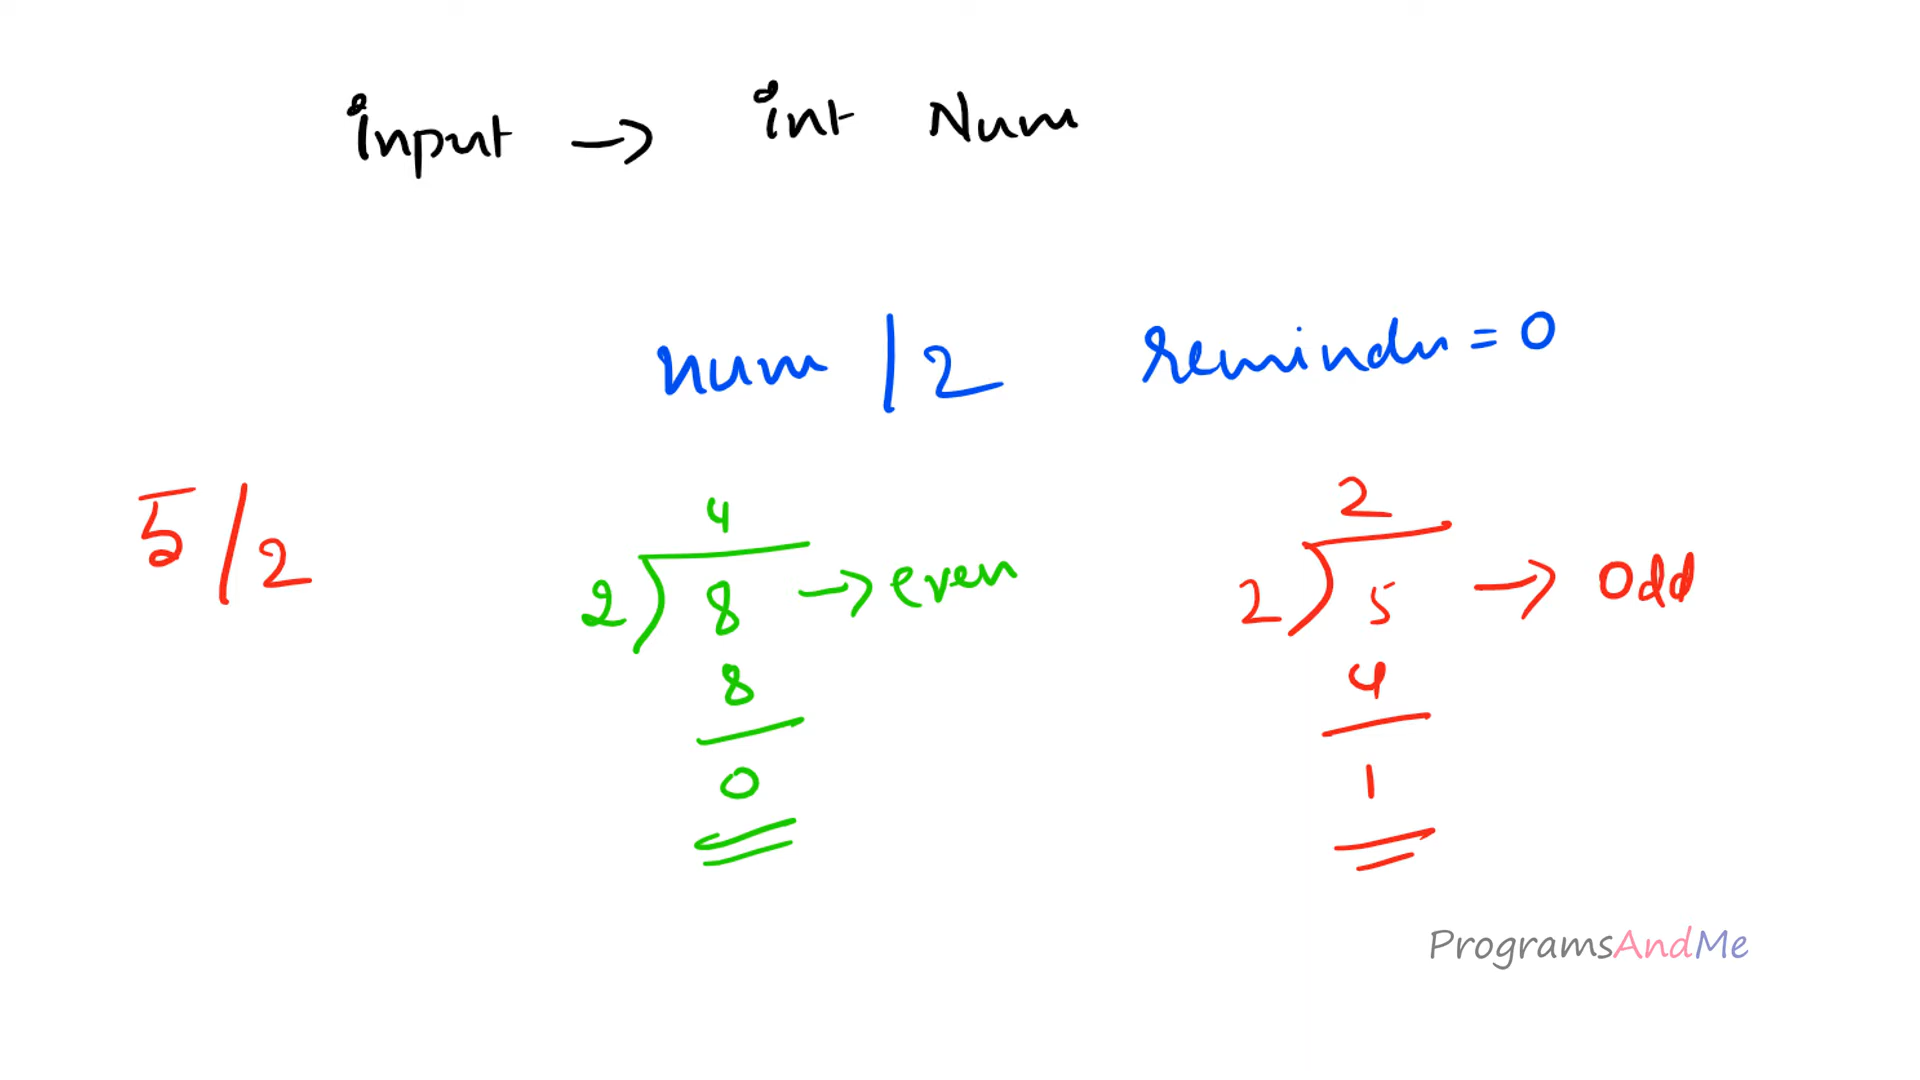 input → int Num
num / 2 remindr = 0
5 / 2
4
2 ) 8 → even
8
0
2
2 ) 5 → Odd
4
1
ProgramsAndMe